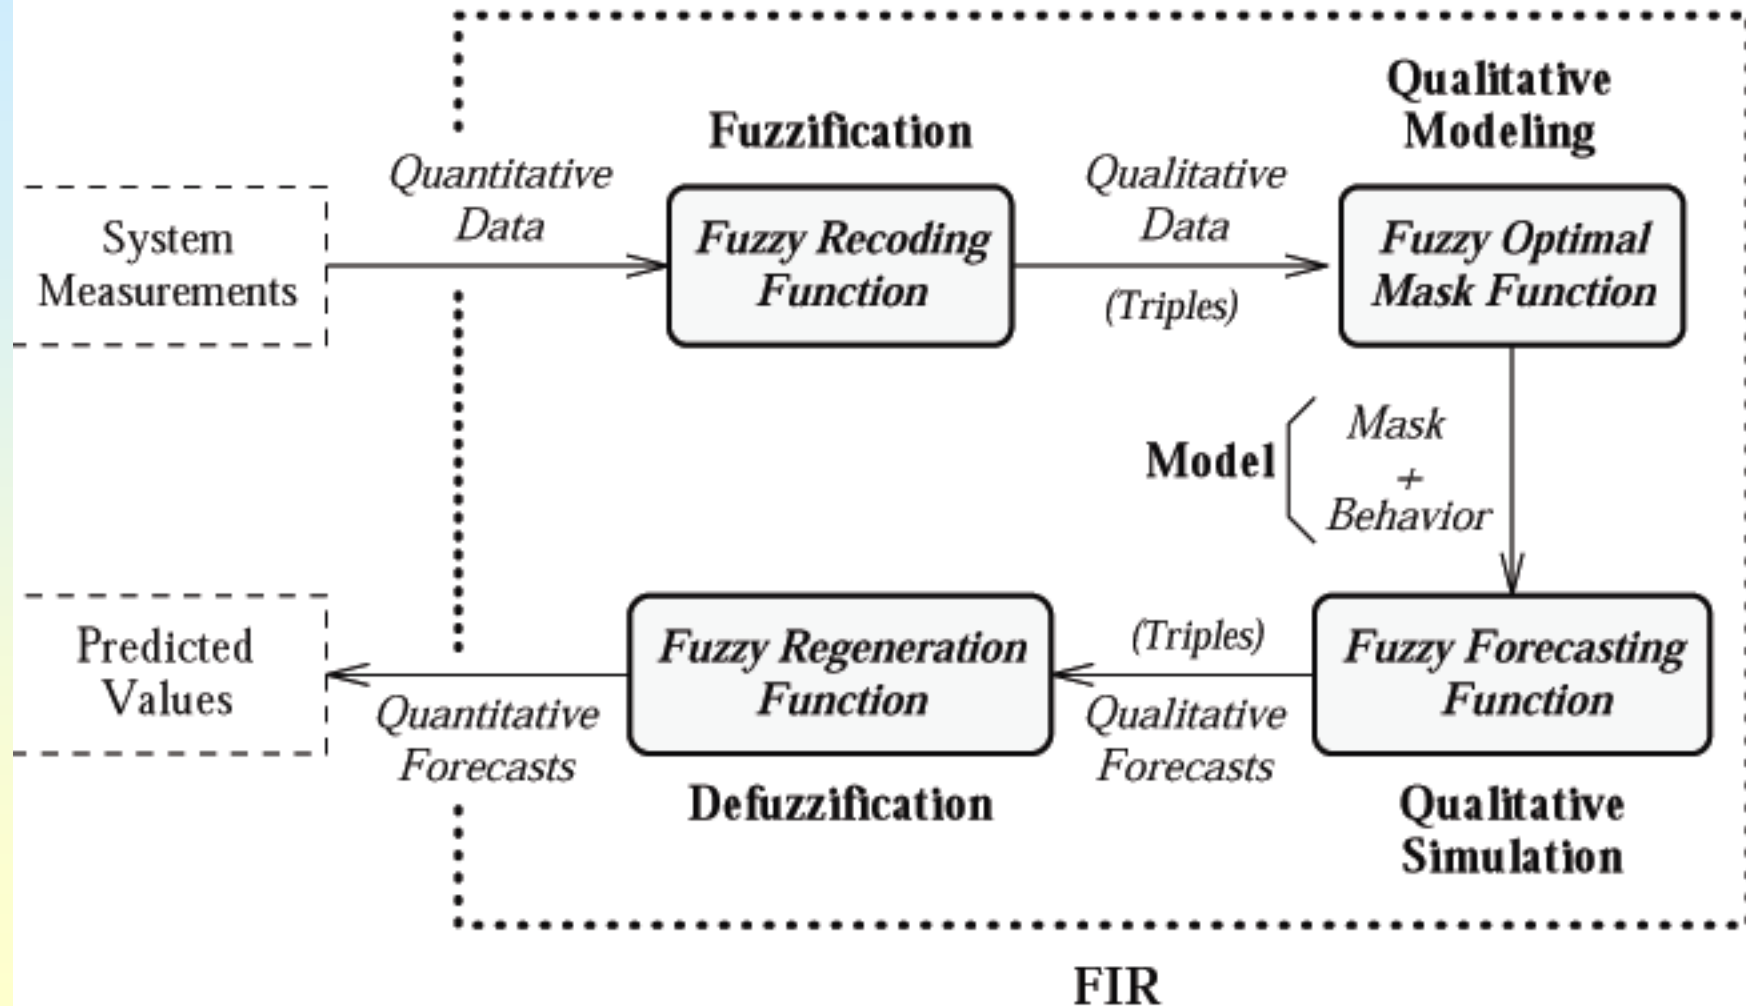 Qualitative
Modeling
Fuzzification
Quantitative
Data
Qualitative
Data
System
Measurements
Fuzzy Recoding
Function
(Triples)
Fuzzy Optimal
Mask Function
Model
Mask
+
Behavior
Predicted
Values
Quantitative
Forecasts
Fuzzy Regeneration
Function
(Triples)
Qualitative
Forecasts
Fuzzy Forecasting
Function
Defuzzification
Qualitative
Simulation
FIR